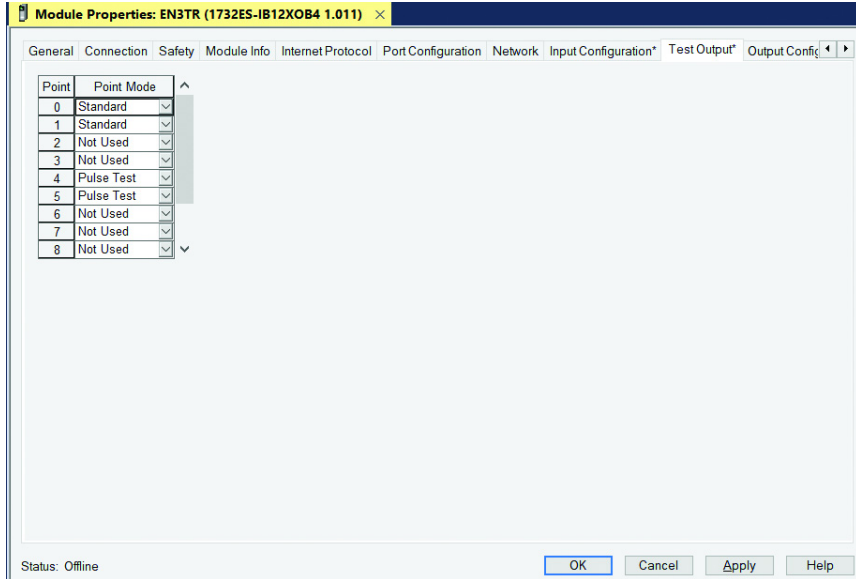 Module Properties: EN3TR (1732ES-IB12XOB4 1.011) ×
General Connection Safety Module Info Internet Protocol Port Configuration Network Input Configuration* Test Output* Output Config
Point Point Mode
0 Standard
1 Standard
2 Not Used
3 Not Used
4 Pulse Test
5 Pulse Test
6 Not Used
7 Not Used
8 Not Used
Status: Offline
OK Cancel Apply Help